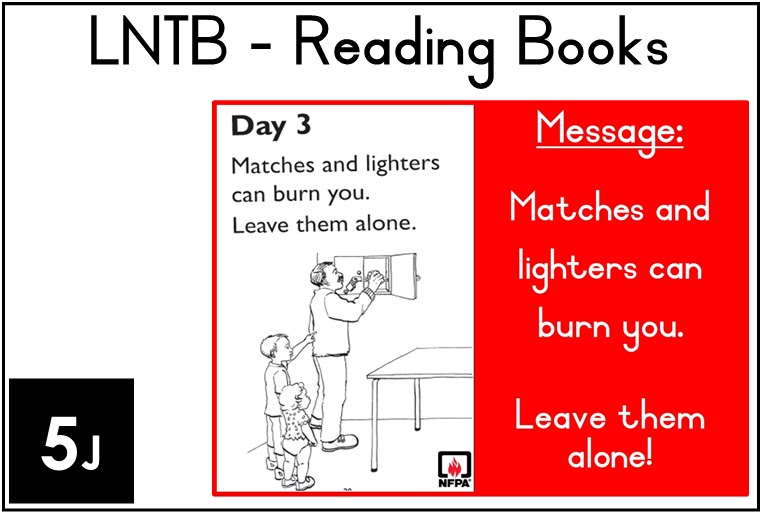 LNTB - Reading Books
Day 3
Matches and lighters
can burn you.
Leave them alone.
NFPA®
Message:
Matches and
lighters can
burn you.
Leave them
alone!
5J